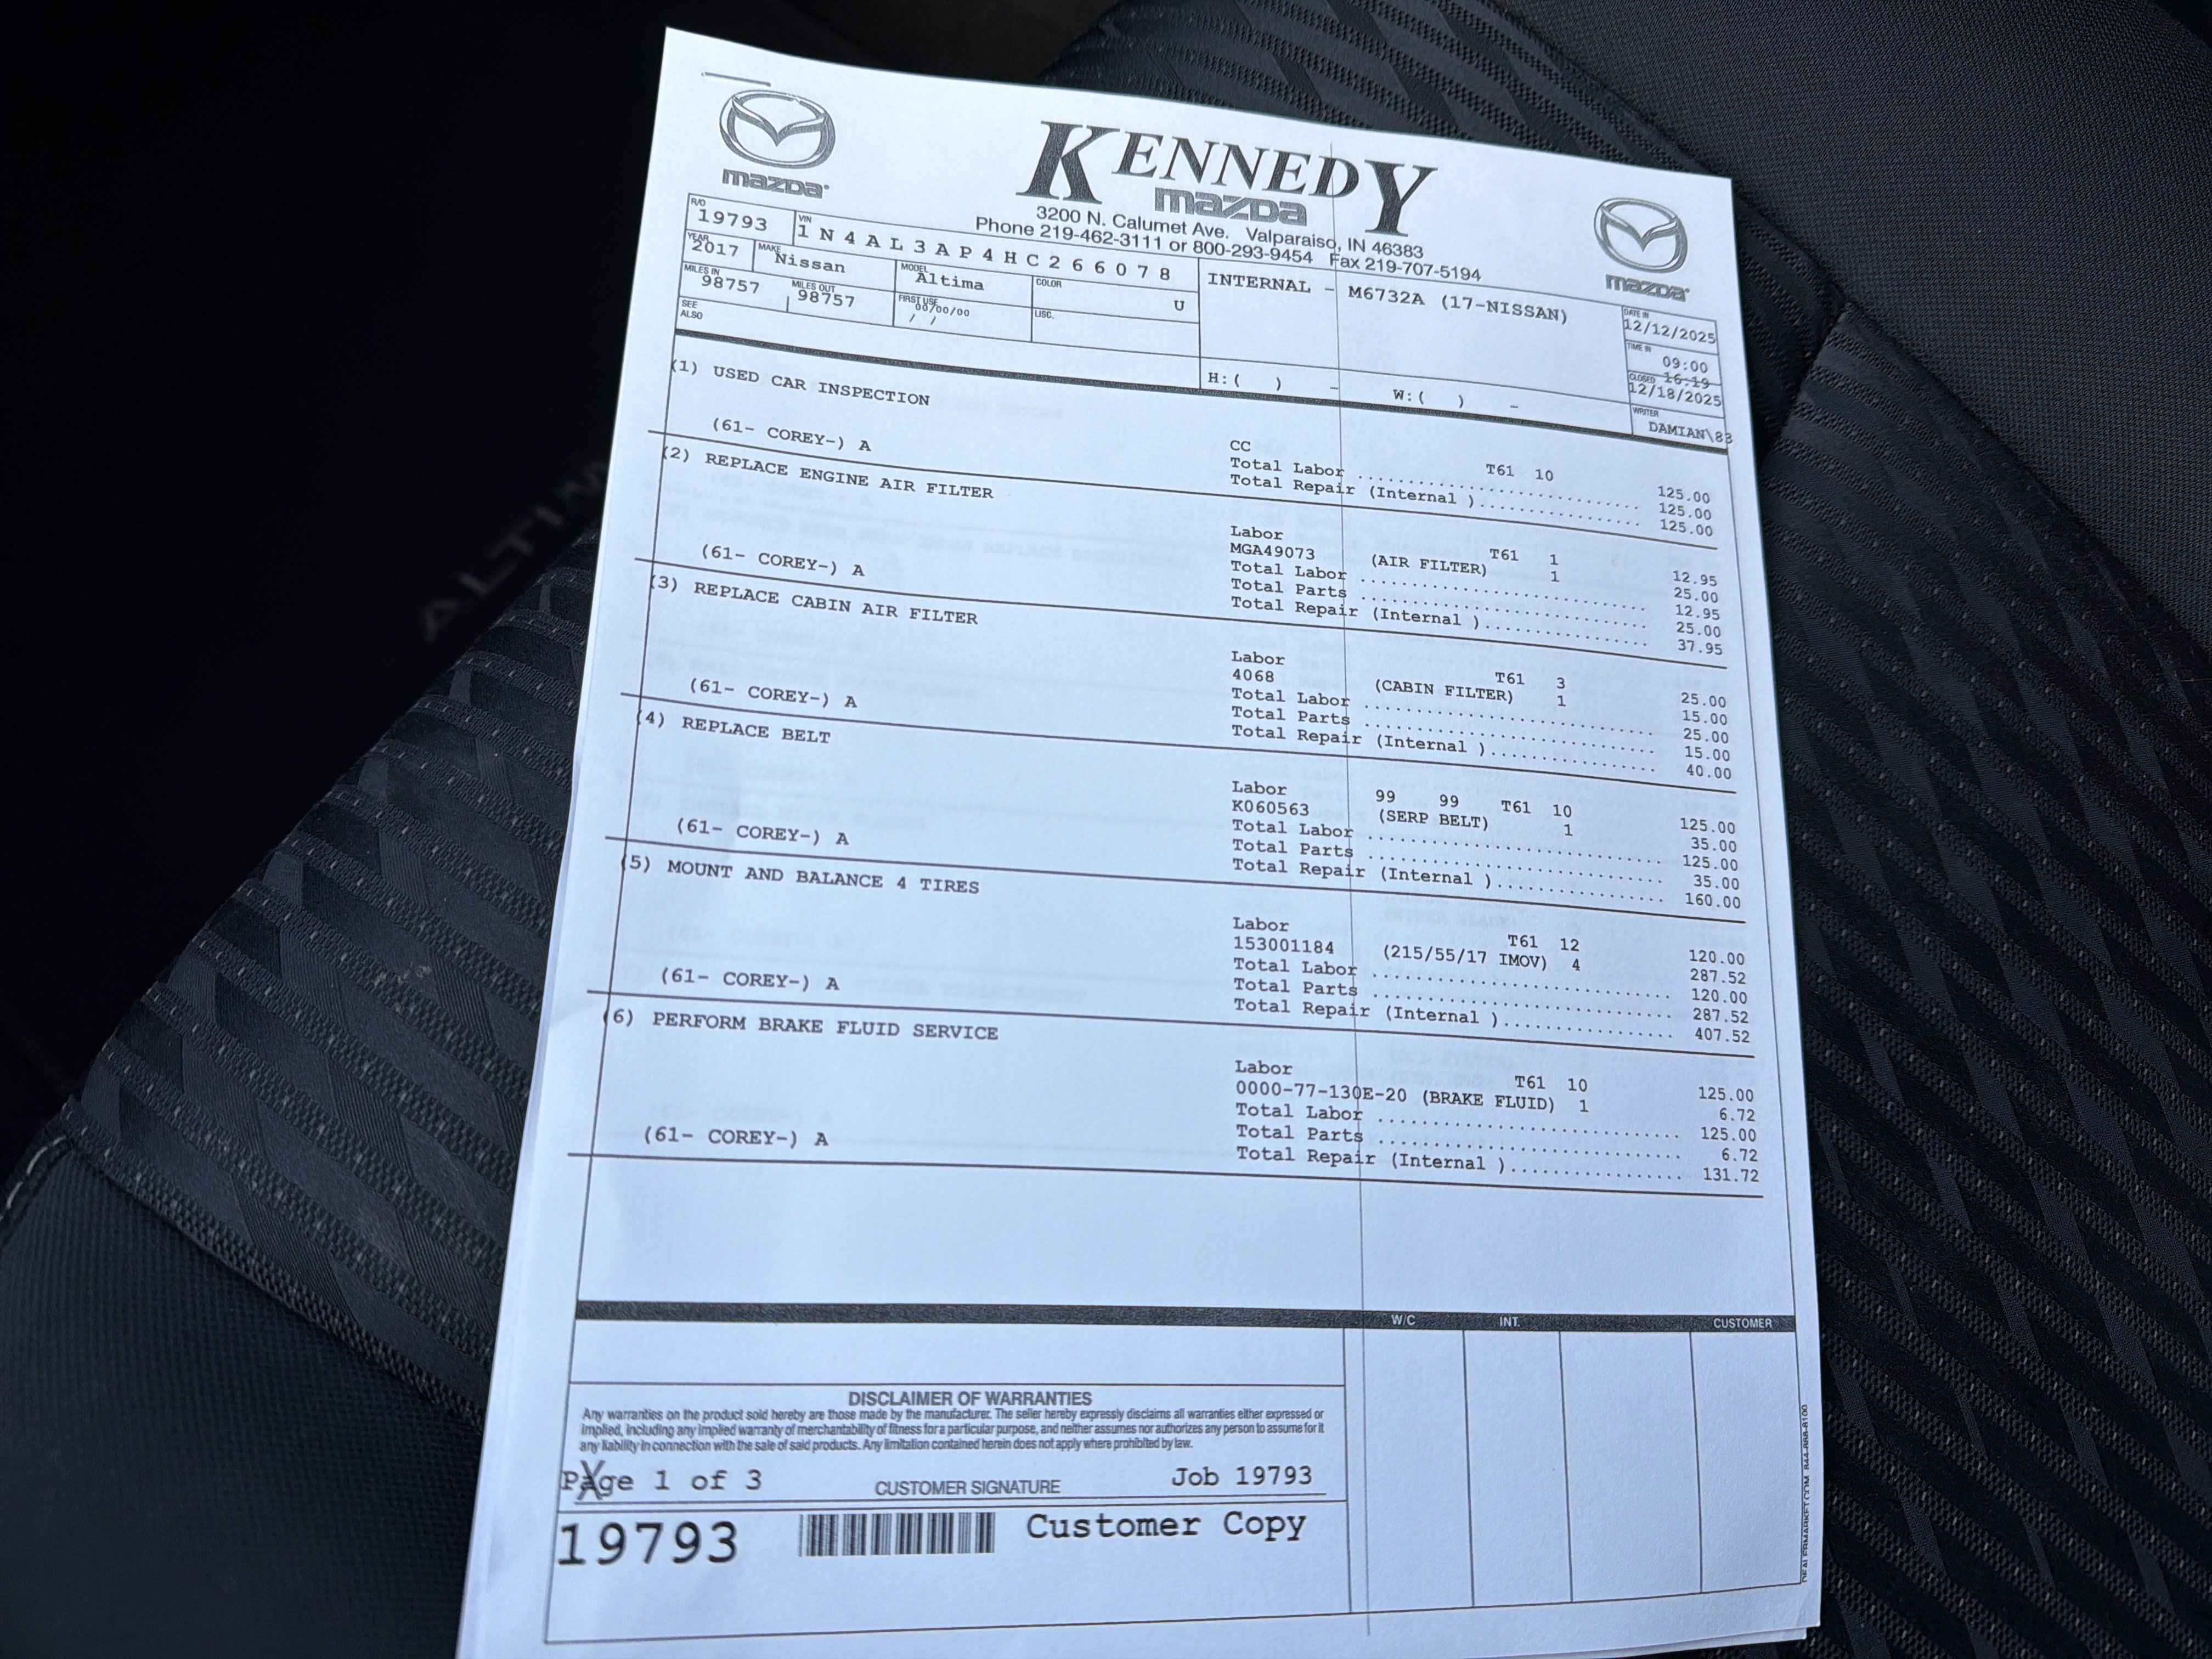 mazda
KENNEDY
mazda
mazda
3200 N. Calumet Ave. Valparaiso, IN 46383
Phone 219-462-3111 or 800-293-9454 Fax 219-707-5194
R/O 19793
VIN 1N4AL3AP4HC266078
YEAR 2017
MAKE Nissan
MODEL Altima
COLOR U
MILES IN 98757
MILES OUT 98757
FIRST USE 00/00/00
/ /
LISC.
SEE ALSO
INTERNAL - M6732A (17-NISSAN)
H:( ) - W:( ) -
DATE IN 12/12/2025
TIME IN 09:00
16:19
CLOSED 12/18/2025
WRITER DAMIAN\83
(1) USED CAR INSPECTION
CC T61 10 125.00
(61- COREY-) A Total Labor 125.00
Total Repair (Internal ) 125.00
(2) REPLACE ENGINE AIR FILTER
Labor T61 1 12.95
MGA49073 (AIR FILTER) 1 25.00
Total Labor 12.95
(61- COREY-) A Total Parts 25.00
Total Repair (Internal ) 37.95
(3) REPLACE CABIN AIR FILTER
Labor T61 3 25.00
4068 (CABIN FILTER) 1 15.00
Total Labor 25.00
(61- COREY-) A Total Parts 15.00
Total Repair (Internal ) 40.00
(4) REPLACE BELT
Labor 99 99 T61 10 125.00
K060563 (SERP BELT) 1 35.00
Total Labor 125.00
(61- COREY-) A Total Parts 35.00
Total Repair (Internal ) 160.00
(5) MOUNT AND BALANCE 4 TIRES
Labor T61 12 120.00
153001184 (215/55/17 IMOV) 4 287.52
Total Labor 120.00
(61- COREY-) A Total Parts 287.52
Total Repair (Internal ) 407.52
(6) PERFORM BRAKE FLUID SERVICE
Labor T61 10 125.00
0000-77-130E-20 (BRAKE FLUID) 1 6.72
Total Labor 125.00
(61- COREY-) A Total Parts 6.72
Total Repair (Internal ) 131.72
W/C INT. CUSTOMER
DISCLAIMER OF WARRANTIES
Any warranties on the product sold hereby are those made by the manufacturer. The seller hereby expressly disclaims all warranties either expressed or
implied, including any implied warranty of merchantability of fitness for a particular purpose, and neither assumes nor authorizes any person to assume for it
any liability in connection with the sale of said products. Any limitation contained herein does not apply where prohibited by law.
Page 1 of 3 CUSTOMER SIGNATURE Job 19793
X
19793 Customer Copy